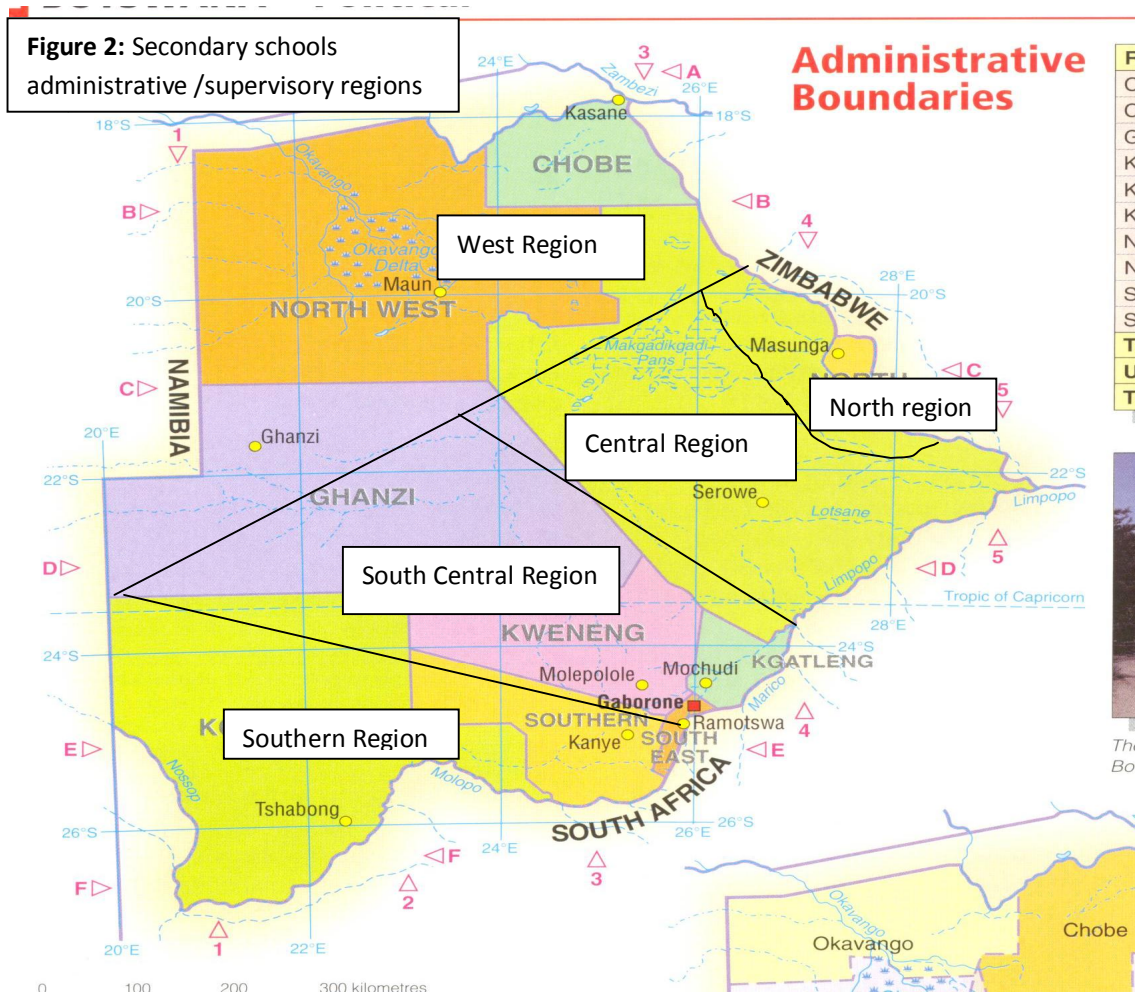 Figure 2: Secondary schools
administrative /supervisory regions
Administrative
Boundaries
24°E
3
A
Zambezi
26°E
Kasane
18°S
18°S
1
Okavango
CHOBE
B
B
4
West Region
Okavango
Delta
ZIMBABWE
28°E
Maun
20°S
20°S
NORTH WEST
Makgadikgadi
Pans
Masunga
NAMIBIA
C
C
NORTH
5
North region
20°E
Ghanzi
Central Region
22°S
22°S
GHANZI
Serowe
Lotsane
Limpopo
5
South Central Region
D
Limpopo
D
Tropic of Capricorn
28°E
KWENENG
24°S
24°S
KGATLENG
Molepolole
Mochudi
Marico
Gaborone
4
SOUTHERN
Ramotswa
Southern Region
Kanye
SOUTH
EAST
E
E
Nossop
Molopo
SOUTH AFRICA
Tshabong
26°S
26°E
26°S
24°E
F
3
F
2
1
20°E
22°E
Okavango
Okavango
Chobe
0 100 200 300 kilometres